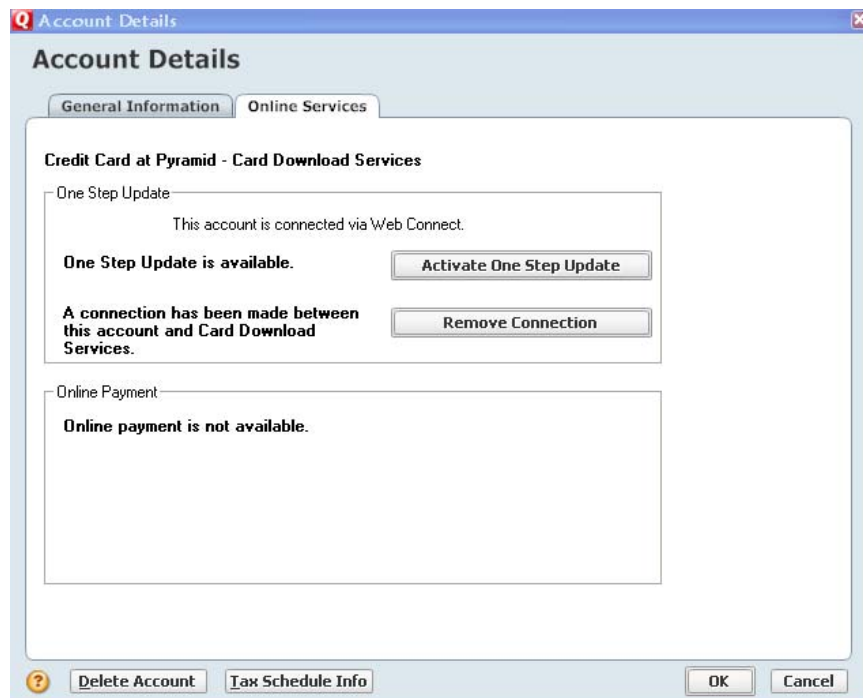 Q Account Details
Account Details
General Information Online Services
Credit Card at Pyramid - Card Download Services
One Step Update
This account is connected via Web Connect.
One Step Update is available. Activate One Step Update
A connection has been made between
this account and Card Download
Services.
Remove Connection
Online Payment
Online payment is not available.
? Delete Account Tax Schedule Info OK Cancel